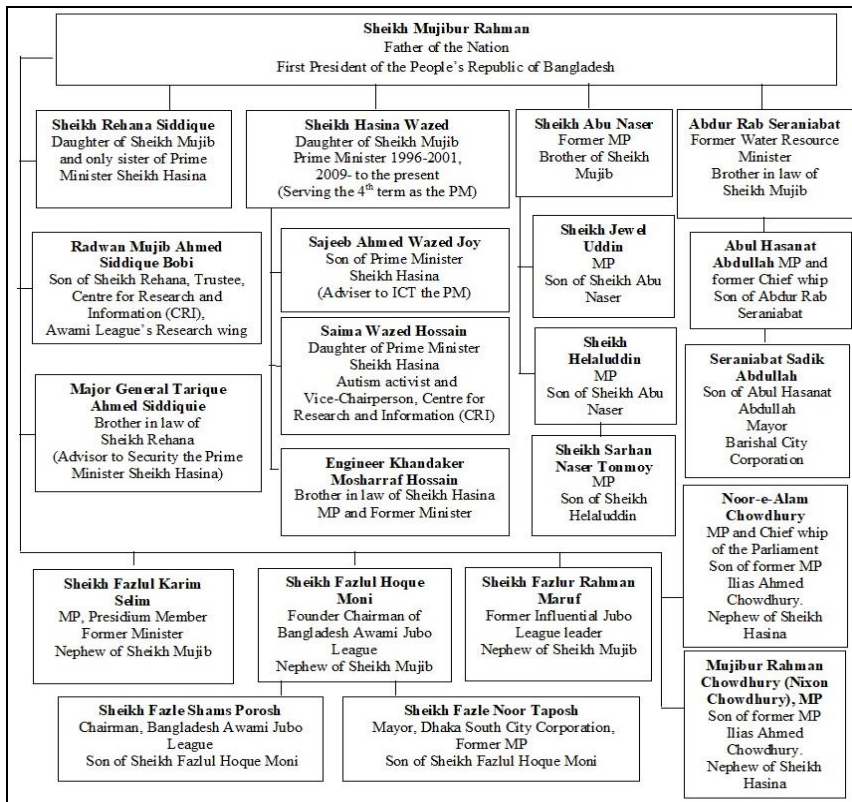 Sheikh Mujibur Rahman
Father of the Nation
First President of the People's Republic of Bangladesh
Sheikh Rehana Siddique
Daughter of Sheikh Mujib
and only sister of Prime
Minister Sheikh Hasina
Sheikh Hasina Wazed
Daughter of Sheikh Mujib
Prime Minister 1996-2001,
2009- to the present
(Serving the 4th term as the PM)
Sheikh Abu Naser
Former MP
Brother of Sheikh
Mujib
Abdur Rab Seraniabat
Former Water Resource
Minister
Brother in law of
Sheikh Mujib
Radwan Mujib Ahmed
Siddique Bobi
Son of Sheikh Rehana, Trustee,
Centre for Research and
Information (CRI),
Awami League's Research wing
Sajeeb Ahmed Wazed Joy
Son of Prime Minister
Sheikh Hasina
(Adviser to ICT the PM)
Sheikh Jewel
Uddin
MP
Son of Sheikh Abu
Naser
Abul Hasanat
Abdullah MP and
former Chief whip
Son of Abdur Rab
Seraniabat
Saima Wazed Hossain
Daughter of Prime Minister
Sheikh Hasina
Autism activist and
Vice-Chairperson, Centre for
Research and Information (CRI)
Sheikh
Helaluddin
MP
Son of Sheikh Abu
Naser
Seraniabat Sadik
Abdullah
Son of Abul Hasanat
Abdullah
Mayor
Barishal City
Corporation
Major General Tarique
Ahmed Siddiquie
Brother in law of
Sheikh Rehana
(Advisor to Security the Prime
Minister Sheikh Hasina)
Engineer Khandaker
Mosharraf Hossain
Brother in law of Sheikh Hasina
MP and Former Minister
Sheikh Sarhan
Naser Tonmoy
MP
Son of Sheikh
Helaluddin
Noor-e-Alam
Chowdhury
MP and Chief whip
of the Parliament
Son of former MP
Ilias Ahmed
Chowdhury.
Nephew of Sheikh
Hasina
Sheikh Fazlul Karim
Selim
MP, Presidium Member
Former Minister
Nephew of Sheikh Mujib
Sheikh Fazlul Hoque
Moni
Founder Chairman of
Bangladesh Awami Jubo
League
Nephew of Sheikh Mujib
Sheikh Fazlur Rahman
Maruf
Former Influential Jubo
League leader
Nephew of Sheikh Mujib
Mujibur Rahman
Chowdhury (Nixon
Chowdhury), MP
Son of former MP
Ilias Ahmed
Chowdhury.
Nephew of Sheikh
Hasina
Sheikh Fazle Shams Porosh
Chairman, Bangladesh Awami Jubo
League
Son of Sheikh Fazlul Hoque Moni
Sheikh Fazle Noor Taposh
Mayor, Dhaka South City Corporation,
Former MP
Son of Sheikh Fazlul Hoque Moni